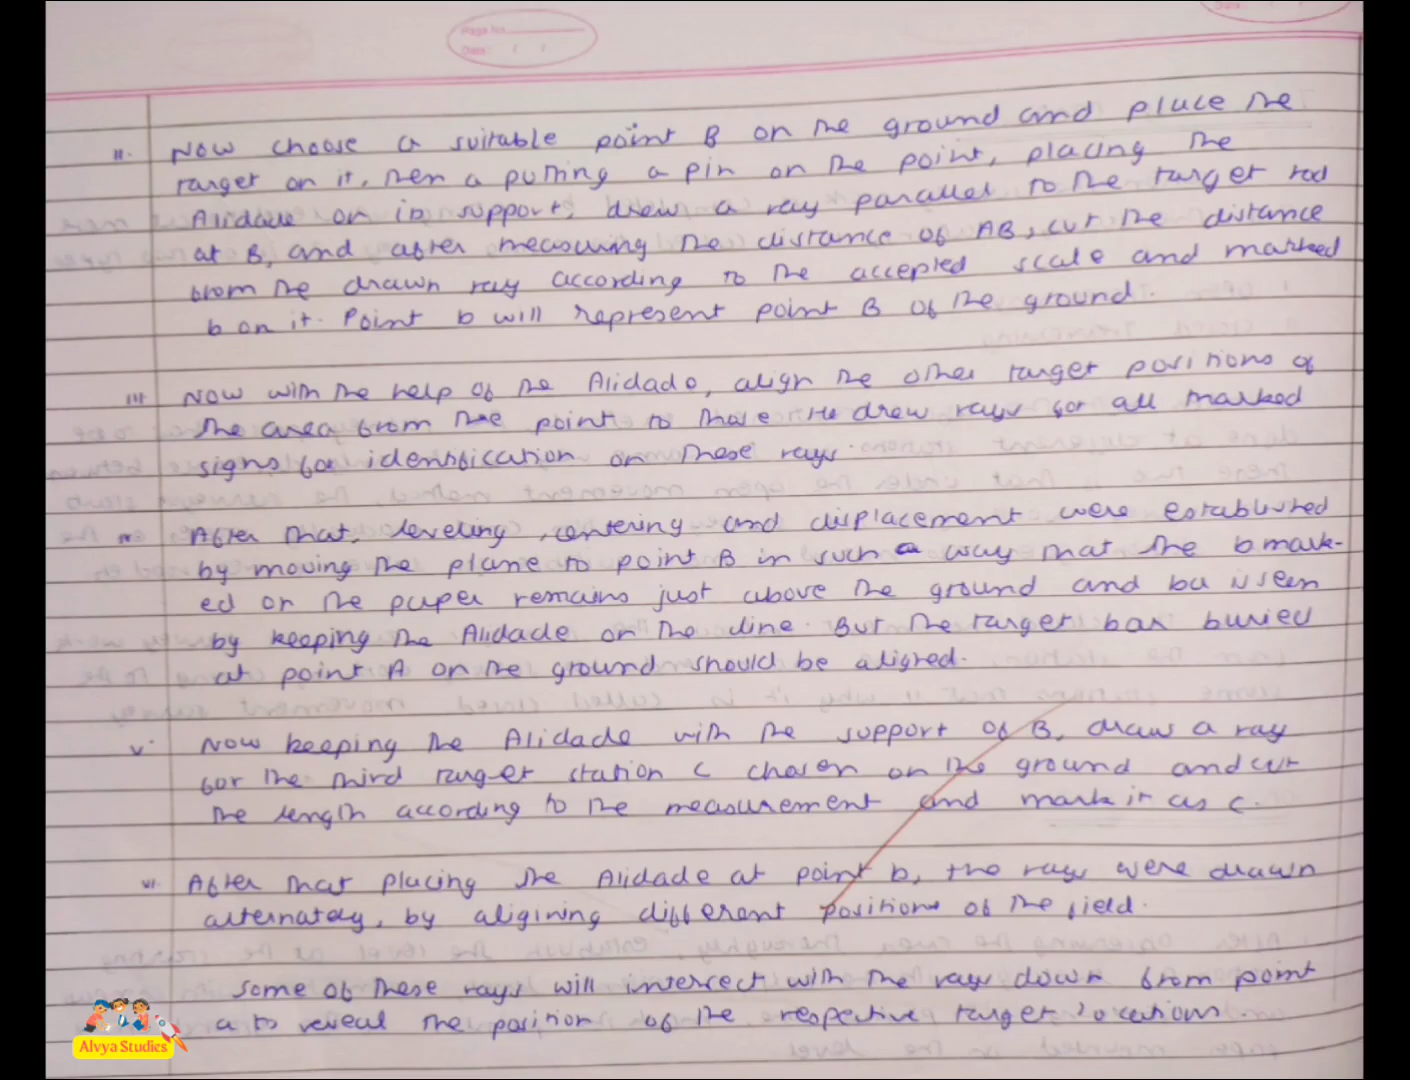 Page No.
Date: / /
Date:
ii. Now choose a suitable point B on the ground and place the
target on it, then a putting a pin on the point, placing the
Alidade on its support, draw a ray parallel to the target rod
at B, and after measuring the distance of AB, cut the distance
from the drawn ray according to the accepted scale and marked
b on it. Point b will represent point B of the ground.
iii Now with the help of the Alidade, align the other target positions of
the area from the point to those draw rays for all marked
signs for identification on these rays.
iv After that, leveling, centering and displacement were established
by moving the plane to point B in such a way that the b mark-
ed on the paper remains just above the ground and ba is seen
by keeping the Alidade on the line. But the target bar buried
at point A on the ground should be aligned.
v. Now keeping the Alidade with the support of B, draw a ray
for the third target station C chosen on the ground and cut
the length according to the measurement and mark it as c.
vi After that placing the Alidade at point b, the rays were drawn
alternately, by aligining different positions of the field.
some of these rays will intersect with the rays down from point
a to reveal the position of the respective target locations.
Alvya Studies